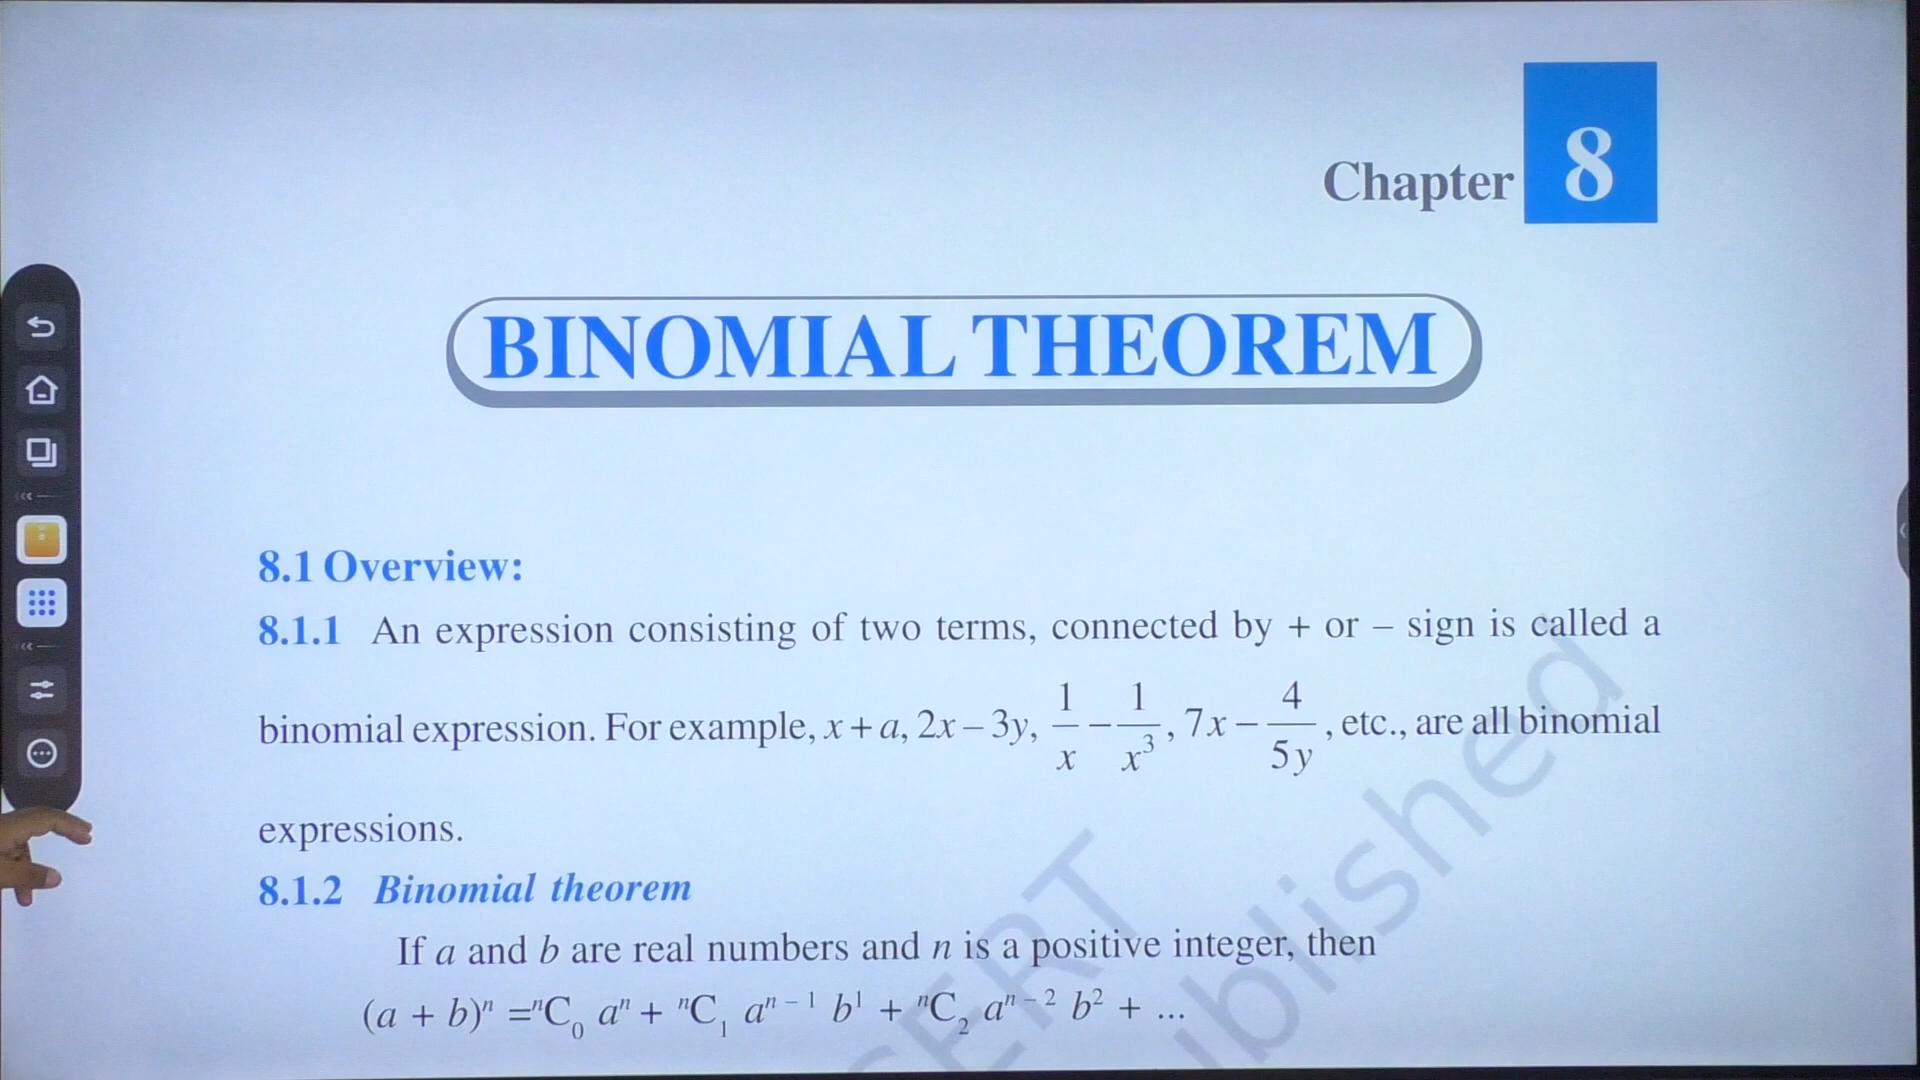 Chapter 8
BINOMIAL THEOREM
8.1 Overview:
8.1.1 An expression consisting of two terms, connected by + or – sign is called a
binomial expression. For example, x + a, 2x – 3y, 1/x – 1/x³, 7x – 4/5y, etc., are all binomial
expressions.
8.1.2 Binomial theorem
If a and b are real numbers and n is a positive integer, then
(a + b)ⁿ = ⁿC₀ aⁿ + ⁿC₁ aⁿ⁻¹ b¹ + ⁿC₂ aⁿ⁻² b² + ...